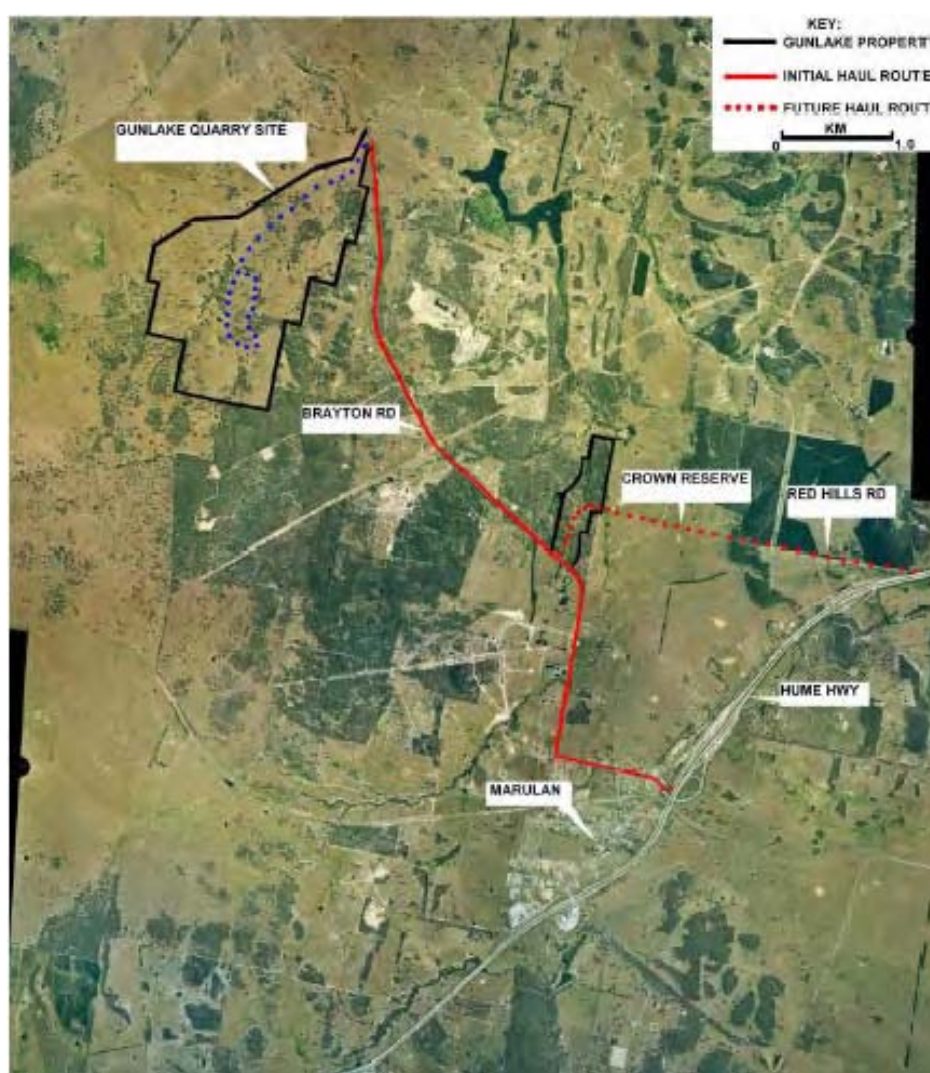 KEY:
GUNLAKE PROPERTY
INITIAL HAUL ROUTE
FUTURE HAUL ROUT
KM
0 1.0
GUNLAKE QUARRY SITE
BRAYTON RD
CROWN RESERVE
RED HILLS RD
HUME HWY
MARULAN